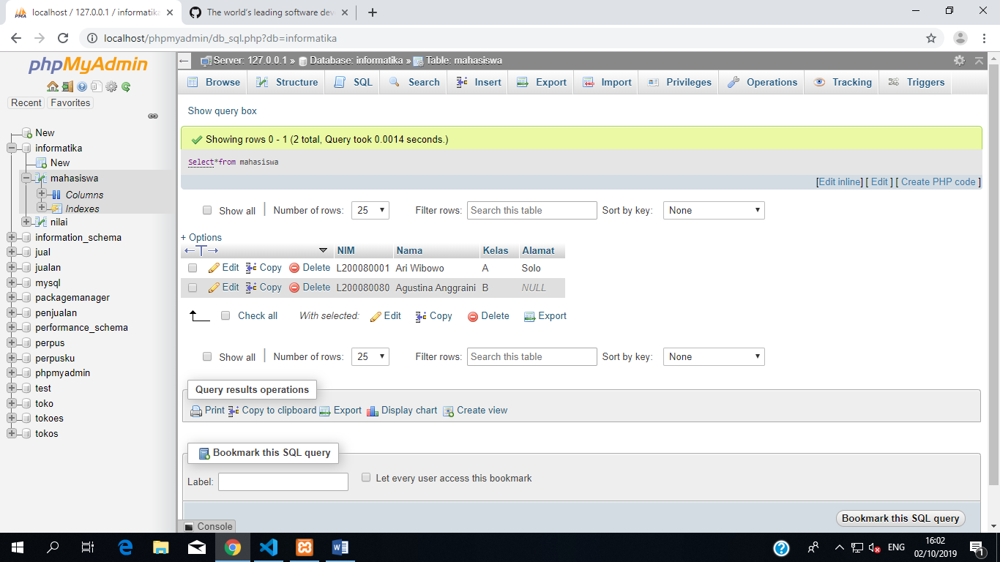 localhost / 127.0.0.1 / informatika
The world's leading software dev
localhost/phpmyadmin/db_sql.php?db=informatika
phpMyAdmin
Recent Favorites
New
informatika
New
mahasiswa
Columns
Indexes
nilai
information_schema
jual
jualan
mysql
packagemanager
penjualan
performance_schema
perpus
perpusku
phpmyadmin
test
toko
tokoes
tokos
Server: 127.0.0.1 » Database: informatika » Table: mahasiswa
Browse Structure SQL Search Insert Export Import Privileges Operations Tracking Triggers
Show query box
Showing rows 0 - 1 (2 total, Query took 0.0014 seconds.)
Select*from mahasiswa
[Edit inline] [ Edit ] [ Create PHP code ]
Show all Number of rows: 25 Filter rows: Search this table Sort by key: None
+ Options
NIM Nama Kelas Alamat
Edit Copy Delete L200080001 Ari Wibowo A Solo
Edit Copy Delete L200080080 Agustina Anggraini B NULL
Check all With selected: Edit Copy Delete Export
Show all Number of rows: 25 Filter rows: Search this table Sort by key: None
Query results operations
Print Copy to clipboard Export Display chart Create view
Bookmark this SQL query
Label: Let every user access this bookmark
Bookmark this SQL query
Console
ENG
16:02
02/10/2019
1